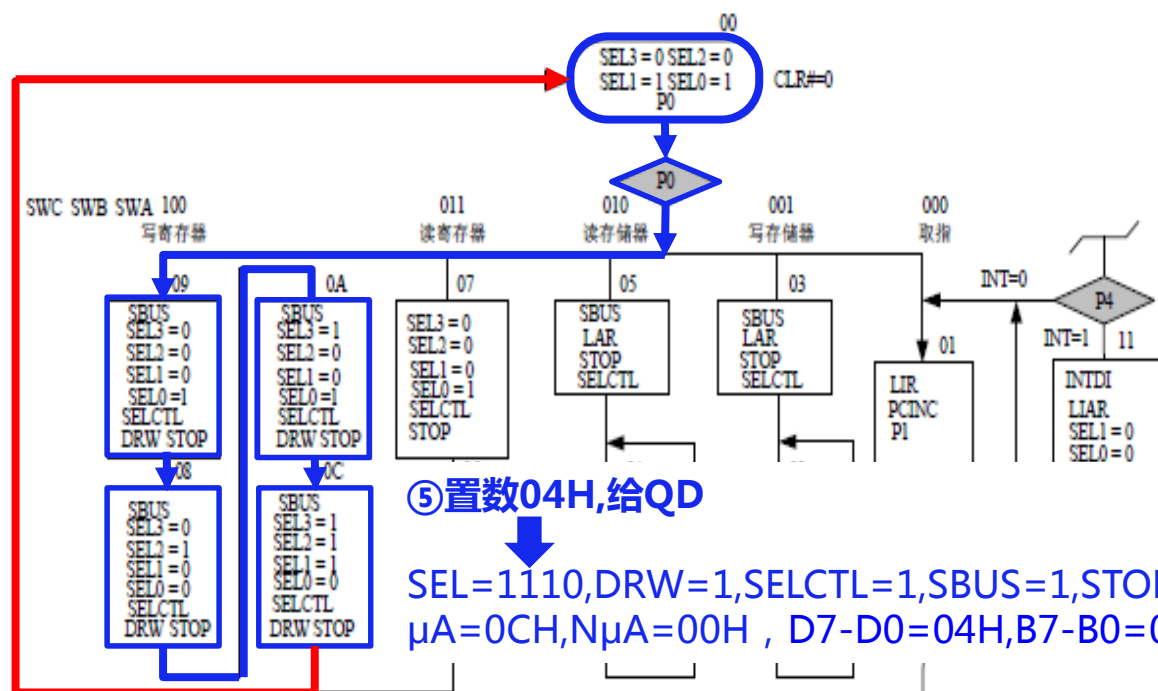 00
SEL3 = 0 SEL2 = 0
SEL1 = 1 SEL0 = 1
P0
CLR#=0
P0
SWC SWB SWA 100
写寄存器
011
读寄存器
010
读存储器
001
写存储器
000
取指
INT=0
P4
INT=1
11
09
SBUS
SEL3 = 0
SEL2 = 0
SEL1 = 0
SEL0 =1
SELCTL
DRW STOP
0A
SBUS
SEL3 = 1
SEL2 = 0
SEL1 = 0
SEL0 =1
SELCTL
DRW STOP
07
SEL3 = 0
SEL2 = 0
SEL1 = 0
SEL0 = 1
SELCTL
STOP
05
SBUS
LAR
STOP
SELCTL
03
SBUS
LAR
STOP
SELCTL
01
LIR
PCINC
P1
INTDI
LIAR
SEL1 = 0
SEL0 = 0
08
SBUS
SEL3 = 0
SEL2 = 1
SEL1 = 0
SEL0 = 0
SELCTL
DRW STOP
0C
SBUS
SEL3 = 1
SEL2 = 1
SEL1 = 1
SEL0 = 0
SELCTL
DRW STOP
⑤置数04H,给QD
SEL=1110,DRW=1,SELCTL=1,SBUS=1,STOP
μA=0CH,NμA=00H , D7-D0=04H,B7-B0=0